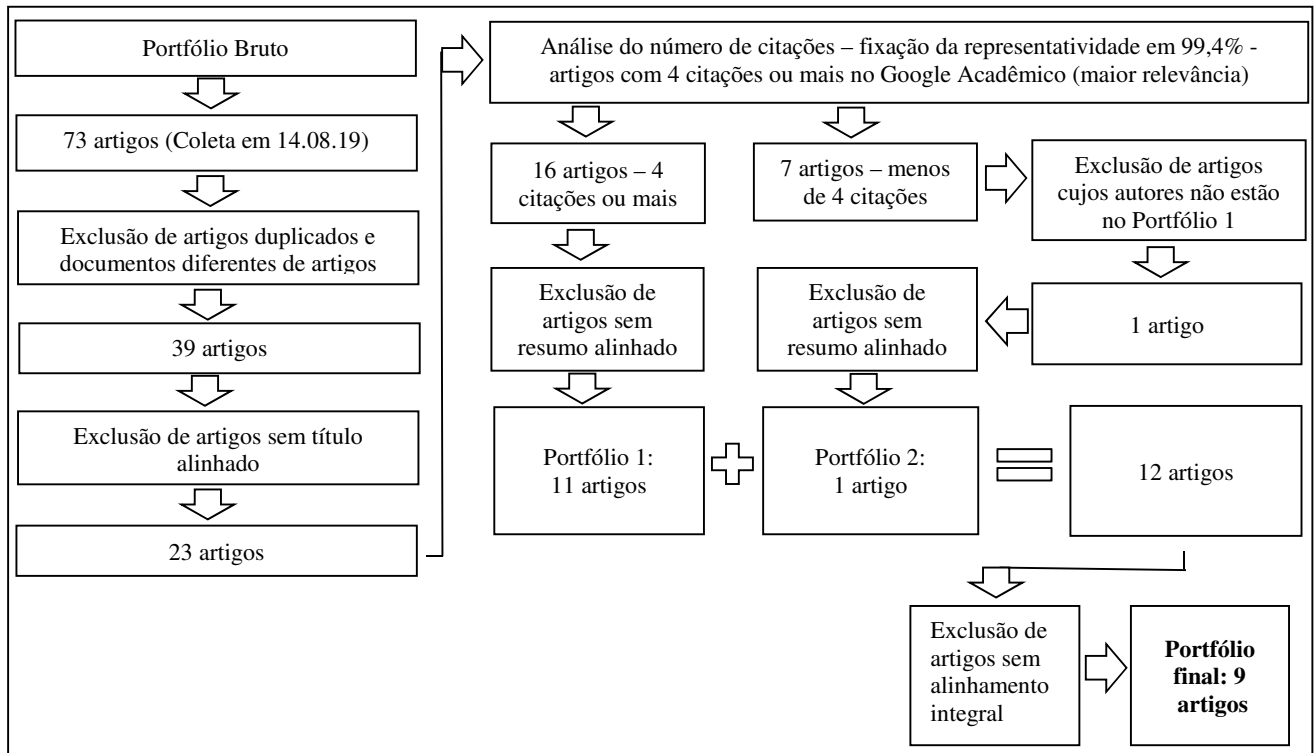 Portfólio Bruto
73 artigos (Coleta em 14.08.19)
Exclusão de artigos duplicados e
documentos diferentes de artigos
39 artigos
Exclusão de artigos sem título
alinhado
23 artigos
Análise do número de citações – fixação da representatividade em 99,4% -
artigos com 4 citações ou mais no Google Acadêmico (maior relevância)
16 artigos – 4
citações ou mais
7 artigos – menos
de 4 citações
Exclusão de artigos
cujos autores não estão
no Portfólio 1
Exclusão de
artigos sem
resumo alinhado
Exclusão de
artigos sem
resumo alinhado
1 artigo
Portfólio 1:
11 artigos
Portfólio 2:
1 artigo
12 artigos
Exclusão de
artigos sem
alinhamento
integral
Portfólio
final: 9
artigos